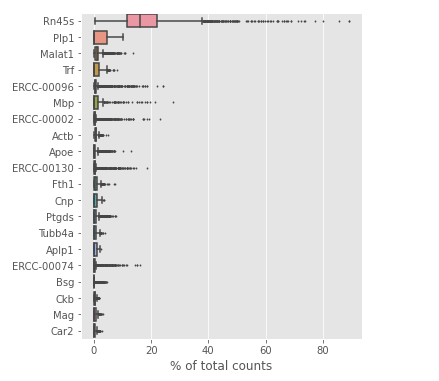 Rn45s
Plp1
Malat1
Trf
ERCC-00096
Mbp
ERCC-00002
Actb
Apoe
ERCC-00130
Fth1
Cnp
Ptgds
Tubb4a
Aplp1
ERCC-00074
Bsg
Ckb
Mag
Car2
0 20 40 60 80
% of total counts